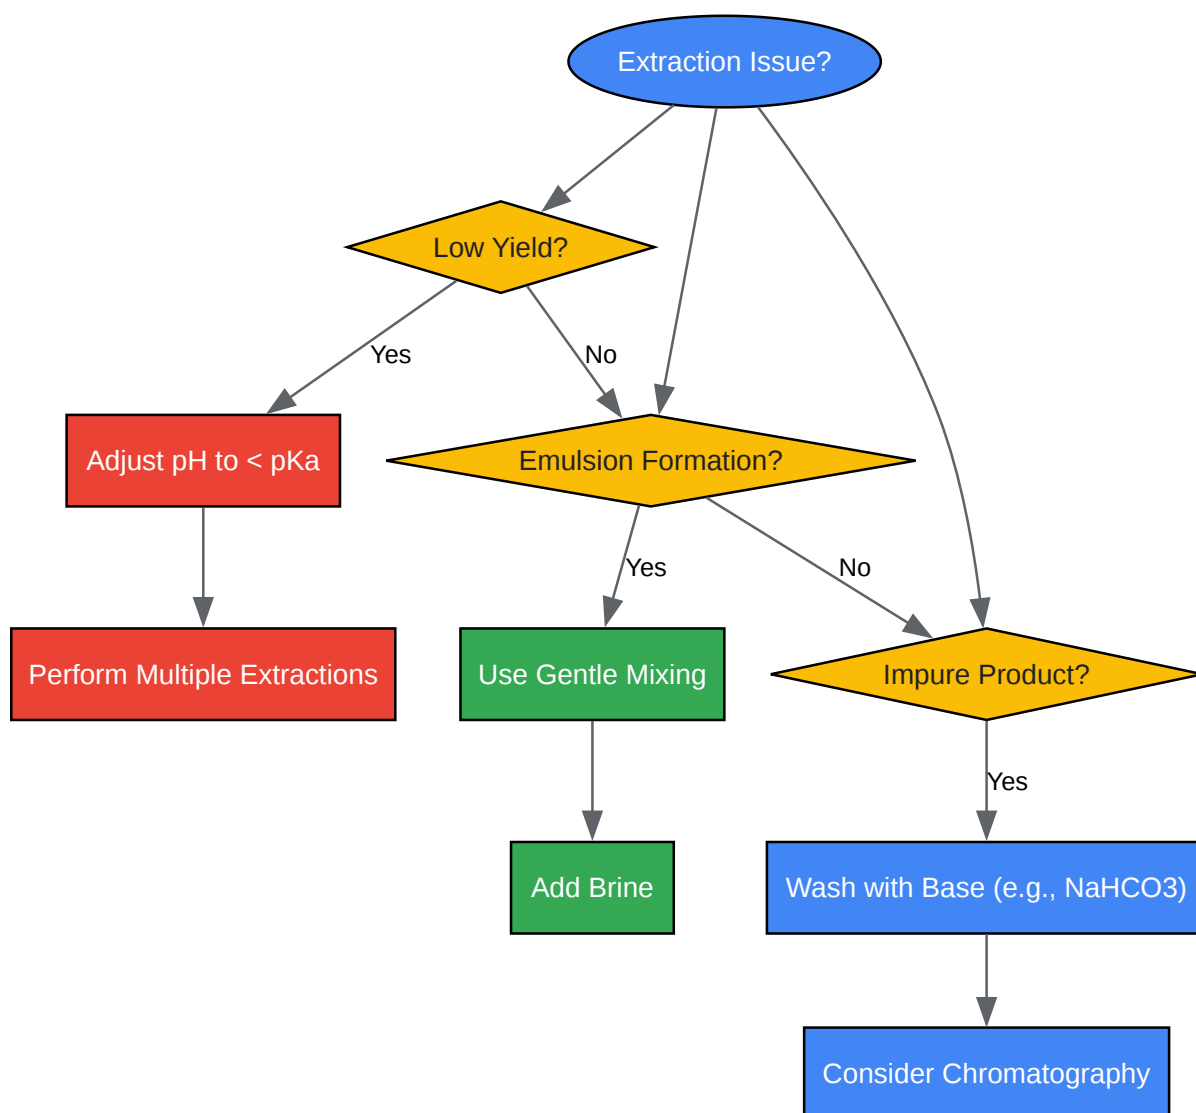 Extraction Issue?
Low Yield?
Yes
No
Adjust pH to < pKa
Emulsion Formation?
Yes
No
Perform Multiple Extractions
Use Gentle Mixing
Impure Product?
Yes
Add Brine
Wash with Base (e.g., NaHCO3)
Consider Chromatography